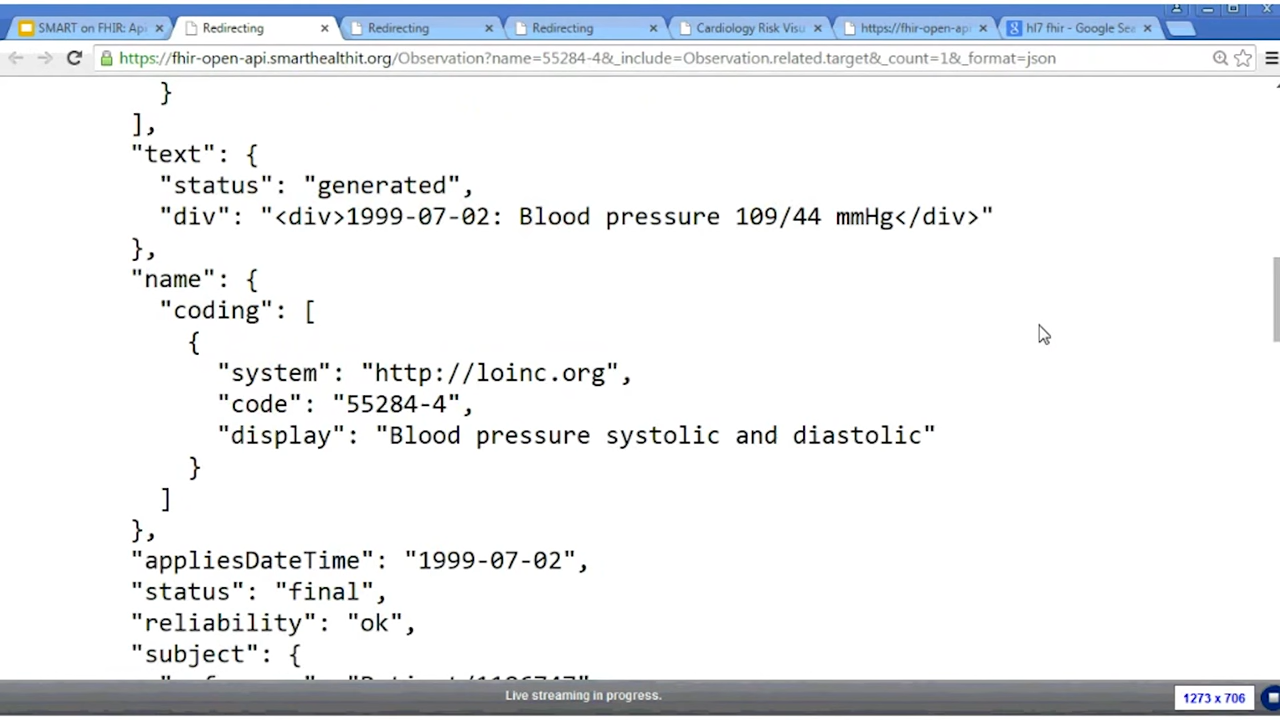 SMART on FHIR: Api
Redirecting
Redirecting
Redirecting
Cardiology Risk Visu
https://fhir-open-api
hl7 fhir - Google Sea
https://fhir-open-api.smarthealthit.org/Observation?name=55284-4&_include=Observation.related.target&_count=1&_format=json
}
],
"text": {
"status": "generated",
"div": "<div>1999-07-02: Blood pressure 109/44 mmHg</div>"
},
"name": {
"coding": [
{
"system": "http://loinc.org",
"code": "55284-4",
"display": "Blood pressure systolic and diastolic"
}
]
},
"appliesDateTime": "1999-07-02",
"status": "final",
"reliability": "ok",
"subject": {
Live streaming in progress.
1273 x 706